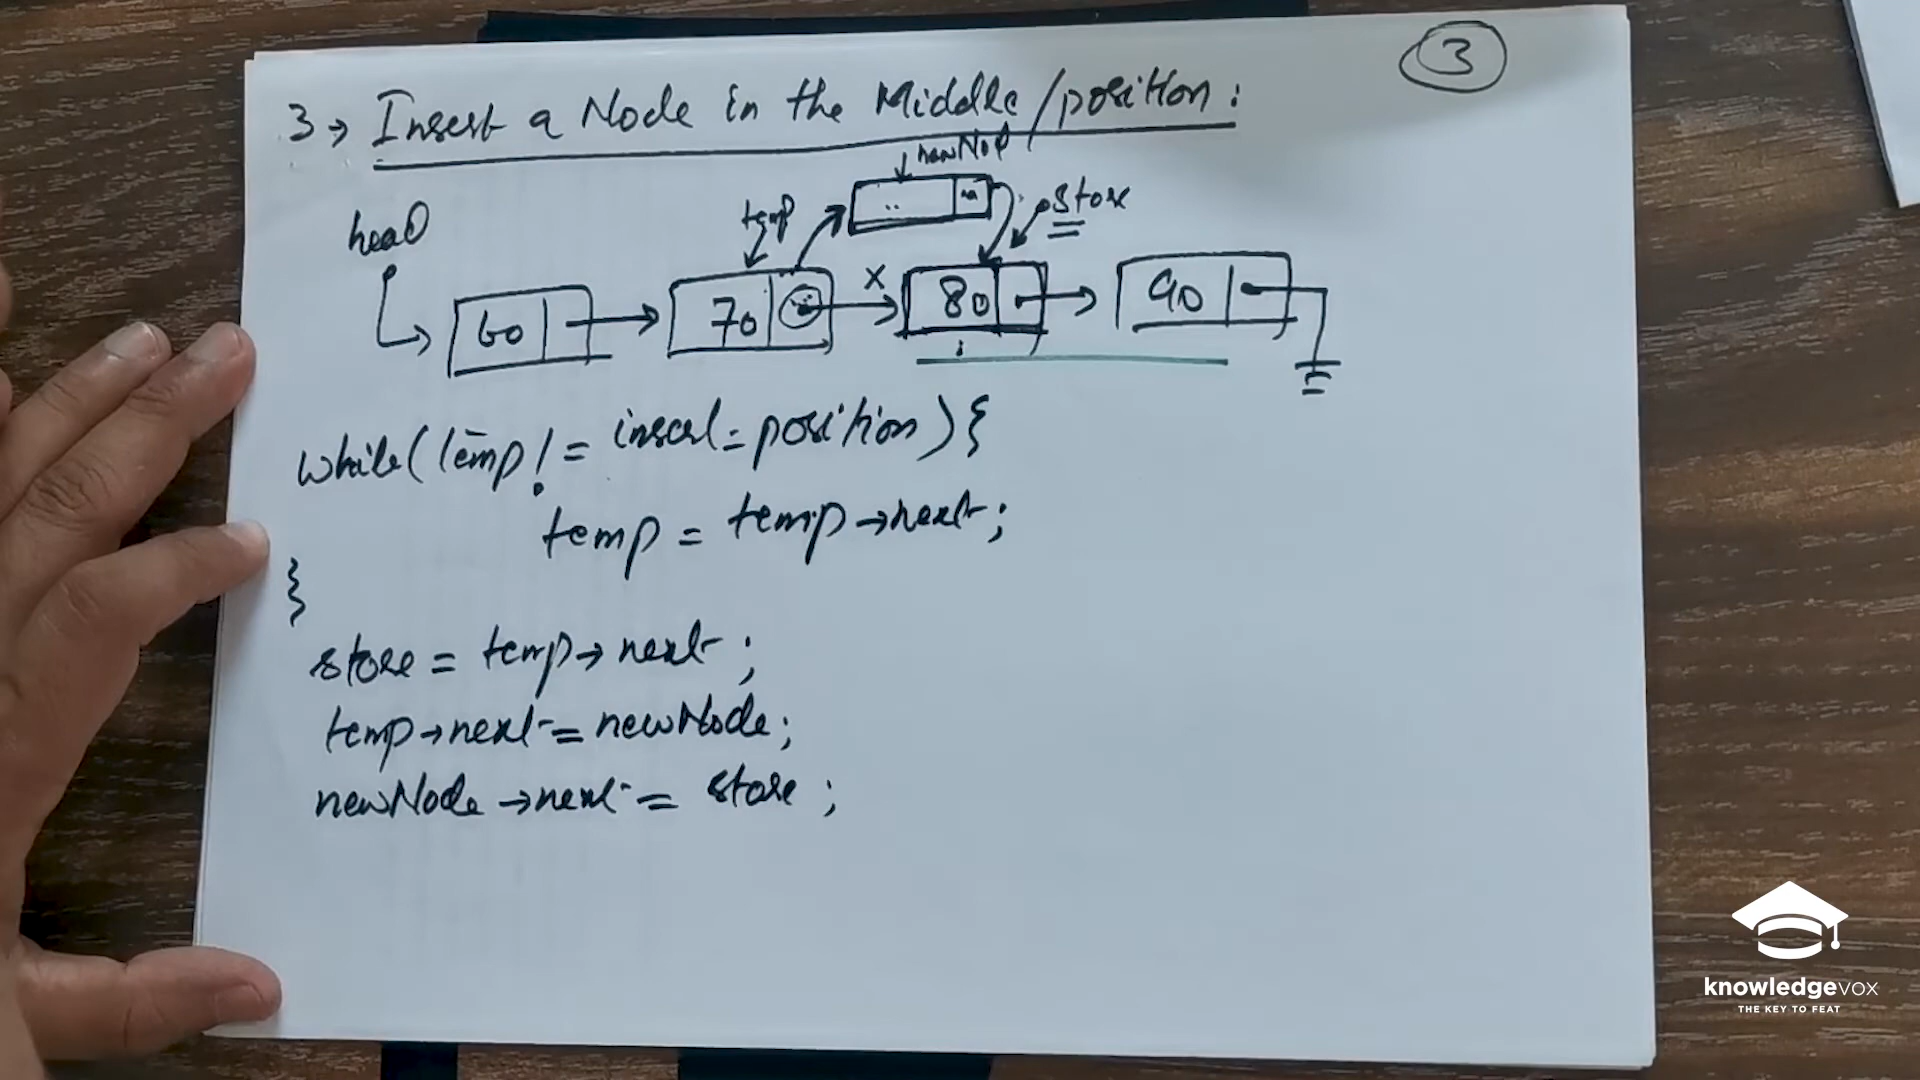 3
3→ Insert a Node in the Middle/position:
newNod
head
temp
store
x
60 70 80 90
while(temp != insert_position){
temp = temp→next;
}
store = temp→next;
temp→next = newNode;
newNode→next = store;
knowledgevox
THE KEY TO FEAT